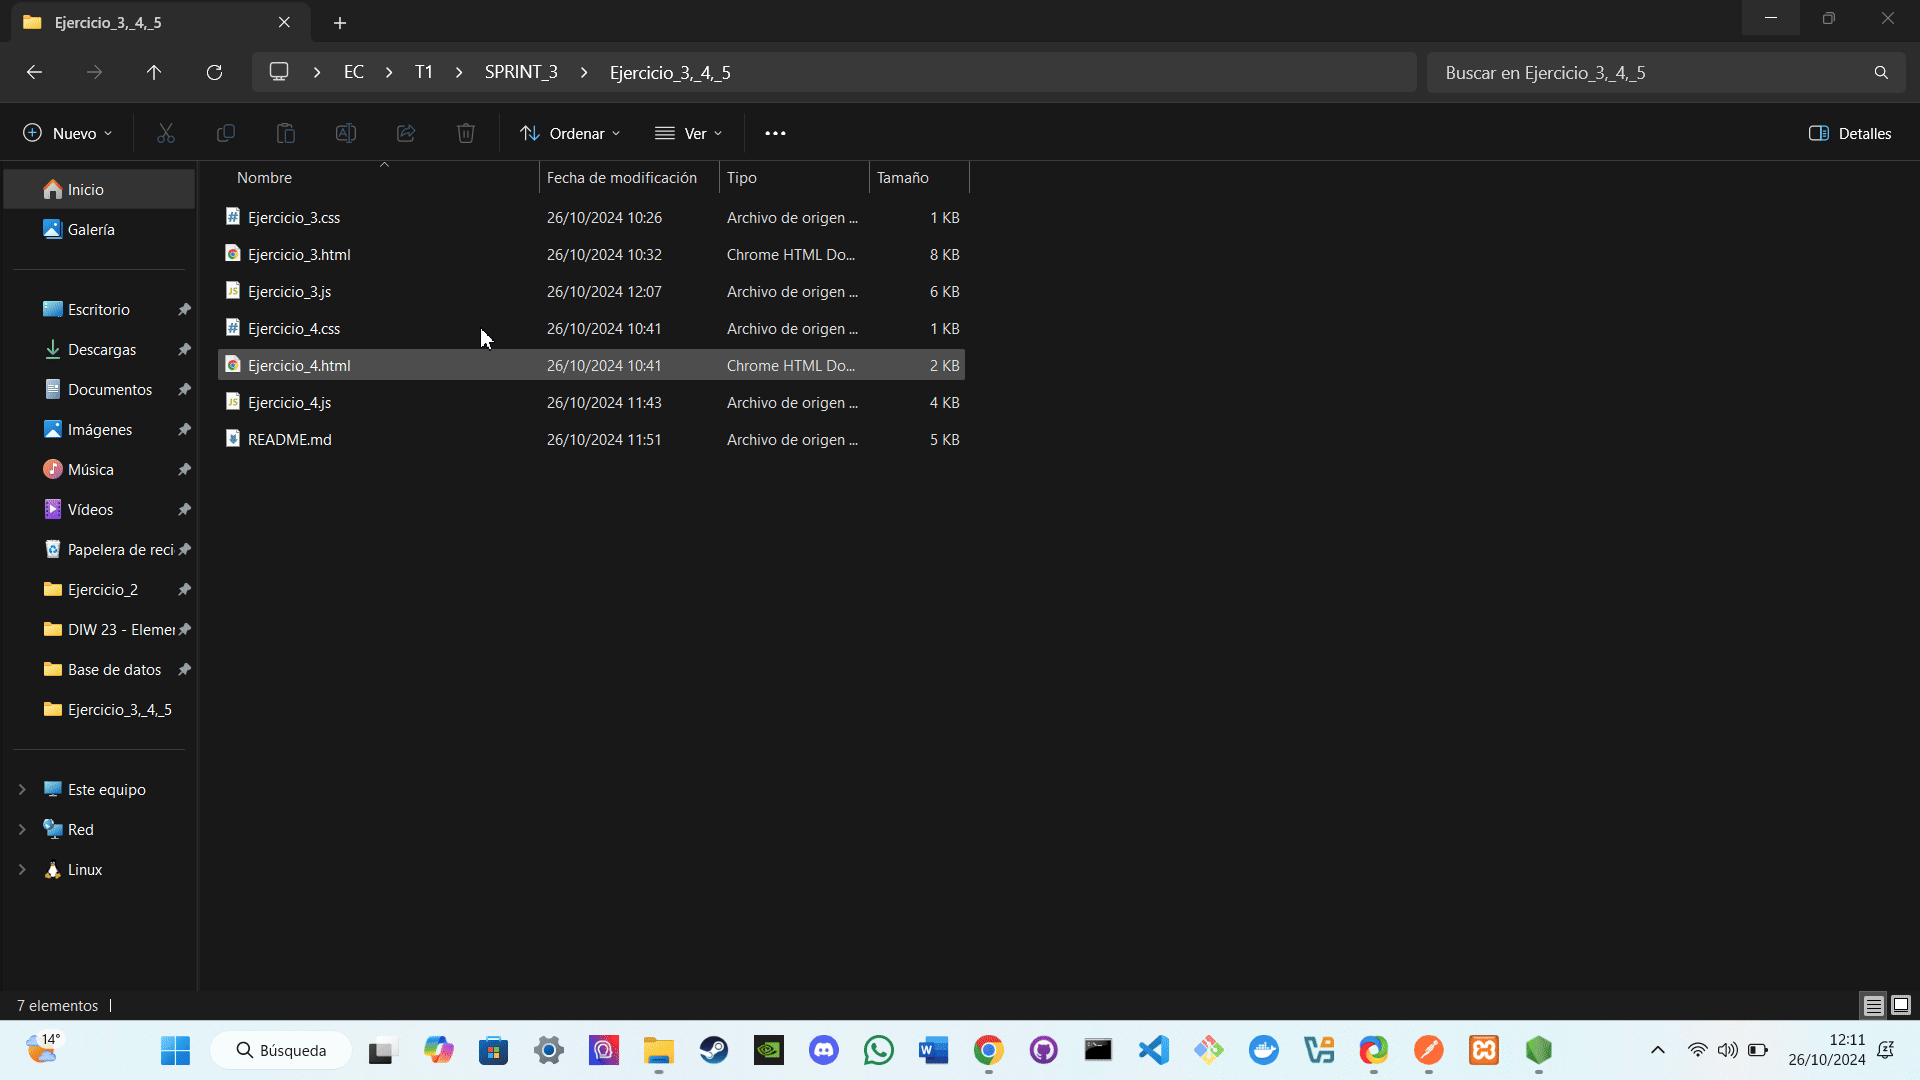 Ejercicio_3,_4,_5
EC
T1
SPRINT_3
Ejercicio_3,_4,_5
Buscar en Ejercicio_3,_4,_5
Nuevo
Ordenar
Ver
Detalles
Nombre
Fecha de modificación
Tipo
Tamaño
Ejercicio_3.css 26/10/2024 10:26 Archivo de origen ... 1 KB
Ejercicio_3.html 26/10/2024 10:32 Chrome HTML Do... 8 KB
Ejercicio_3.js 26/10/2024 12:07 Archivo de origen ... 6 KB
Ejercicio_4.css 26/10/2024 10:41 Archivo de origen ... 1 KB
Ejercicio_4.html 26/10/2024 10:41 Chrome HTML Do... 2 KB
Ejercicio_4.js 26/10/2024 11:43 Archivo de origen ... 4 KB
README.md 26/10/2024 11:51 Archivo de origen ... 5 KB
Inicio
Galería
Escritorio
Descargas
Documentos
Imágenes
Música
Vídeos
Papelera de reci
Ejercicio_2
DIW 23 - Elemer
Base de datos
Ejercicio_3,_4,_5
Este equipo
Red
Linux
7 elementos
14°
Búsqueda
12:11
26/10/2024